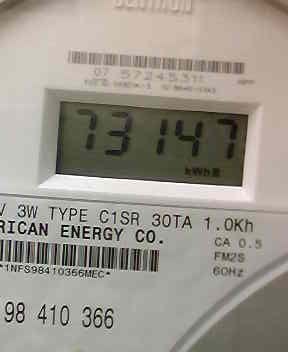 07 57245311
73147
kWh
V 3W TYPE C1SR 30TA 1.0Kh
RICAN ENERGY CO.
CA 0.5
FM2S
60Hz
*1NFS98410366MEC*
98 410 366